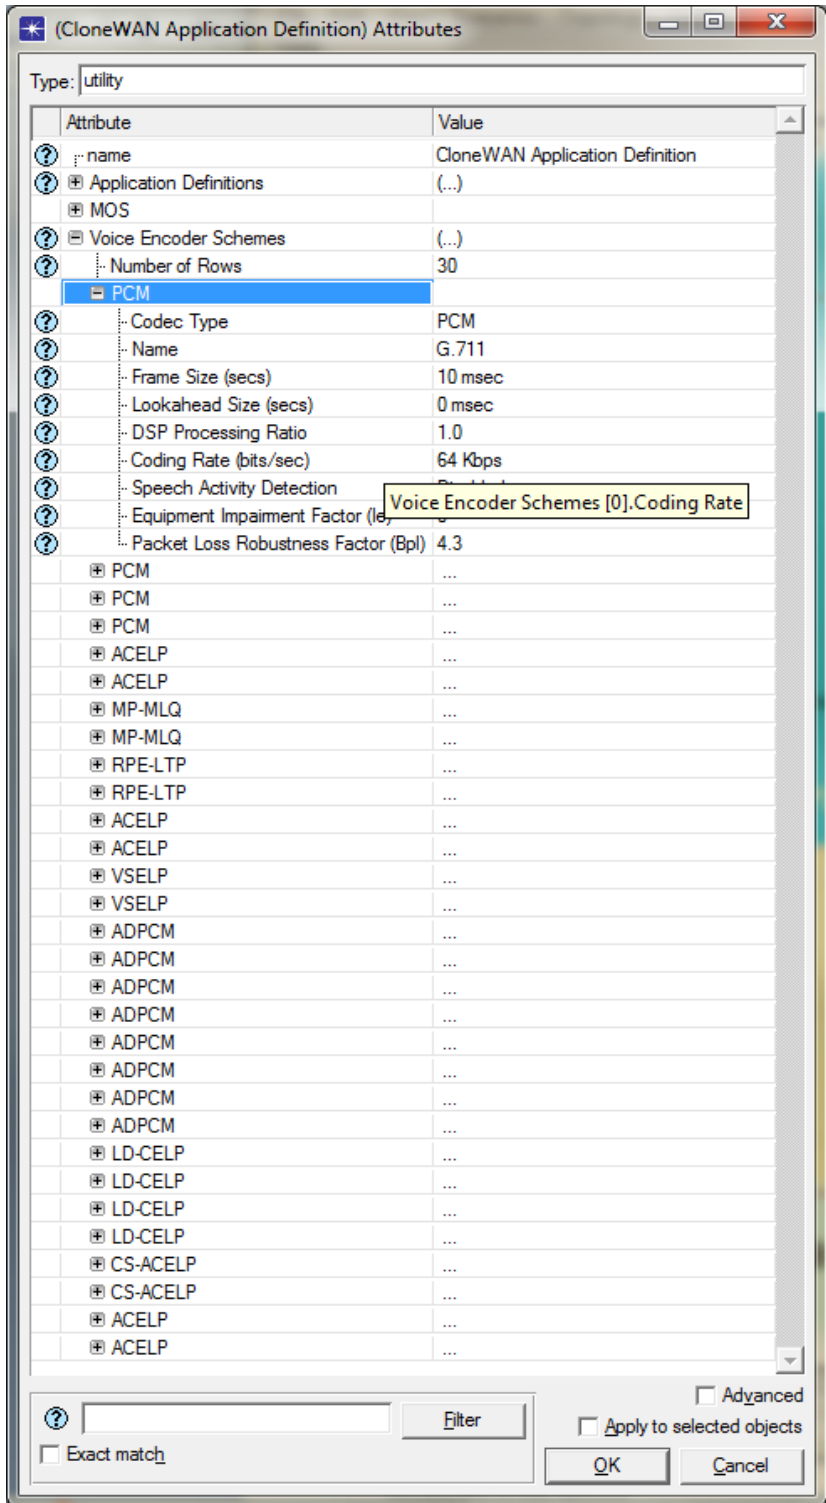 (CloneWAN Application Definition) Attributes
Type: utility
Attribute Value
name CloneWAN Application Definition
Application Definitions (...)
MOS
Voice Encoder Schemes (...)
Number of Rows 30
PCM
Codec Type PCM
Name G.711
Frame Size (secs) 10 msec
Lookahead Size (secs) 0 msec
DSP Processing Ratio 1.0
Coding Rate (bits/sec) 64 Kbps
Speech Activity Detection
Voice Encoder Schemes [0].Coding Rate
Equipment Impairment Factor (Ie)
Packet Loss Robustness Factor (Bpl) 4.3
PCM ...
PCM ...
PCM ...
ACELP ...
ACELP ...
MP-MLQ ...
MP-MLQ ...
RPE-LTP ...
RPE-LTP ...
ACELP ...
ACELP ...
VSELP ...
VSELP ...
ADPCM ...
ADPCM ...
ADPCM ...
ADPCM ...
ADPCM ...
ADPCM ...
ADPCM ...
ADPCM ...
LD-CELP ...
LD-CELP ...
LD-CELP ...
LD-CELP ...
CS-ACELP ...
CS-ACELP ...
ACELP ...
ACELP ...
Advanced
Filter
Apply to selected objects
Exact match
OK Cancel